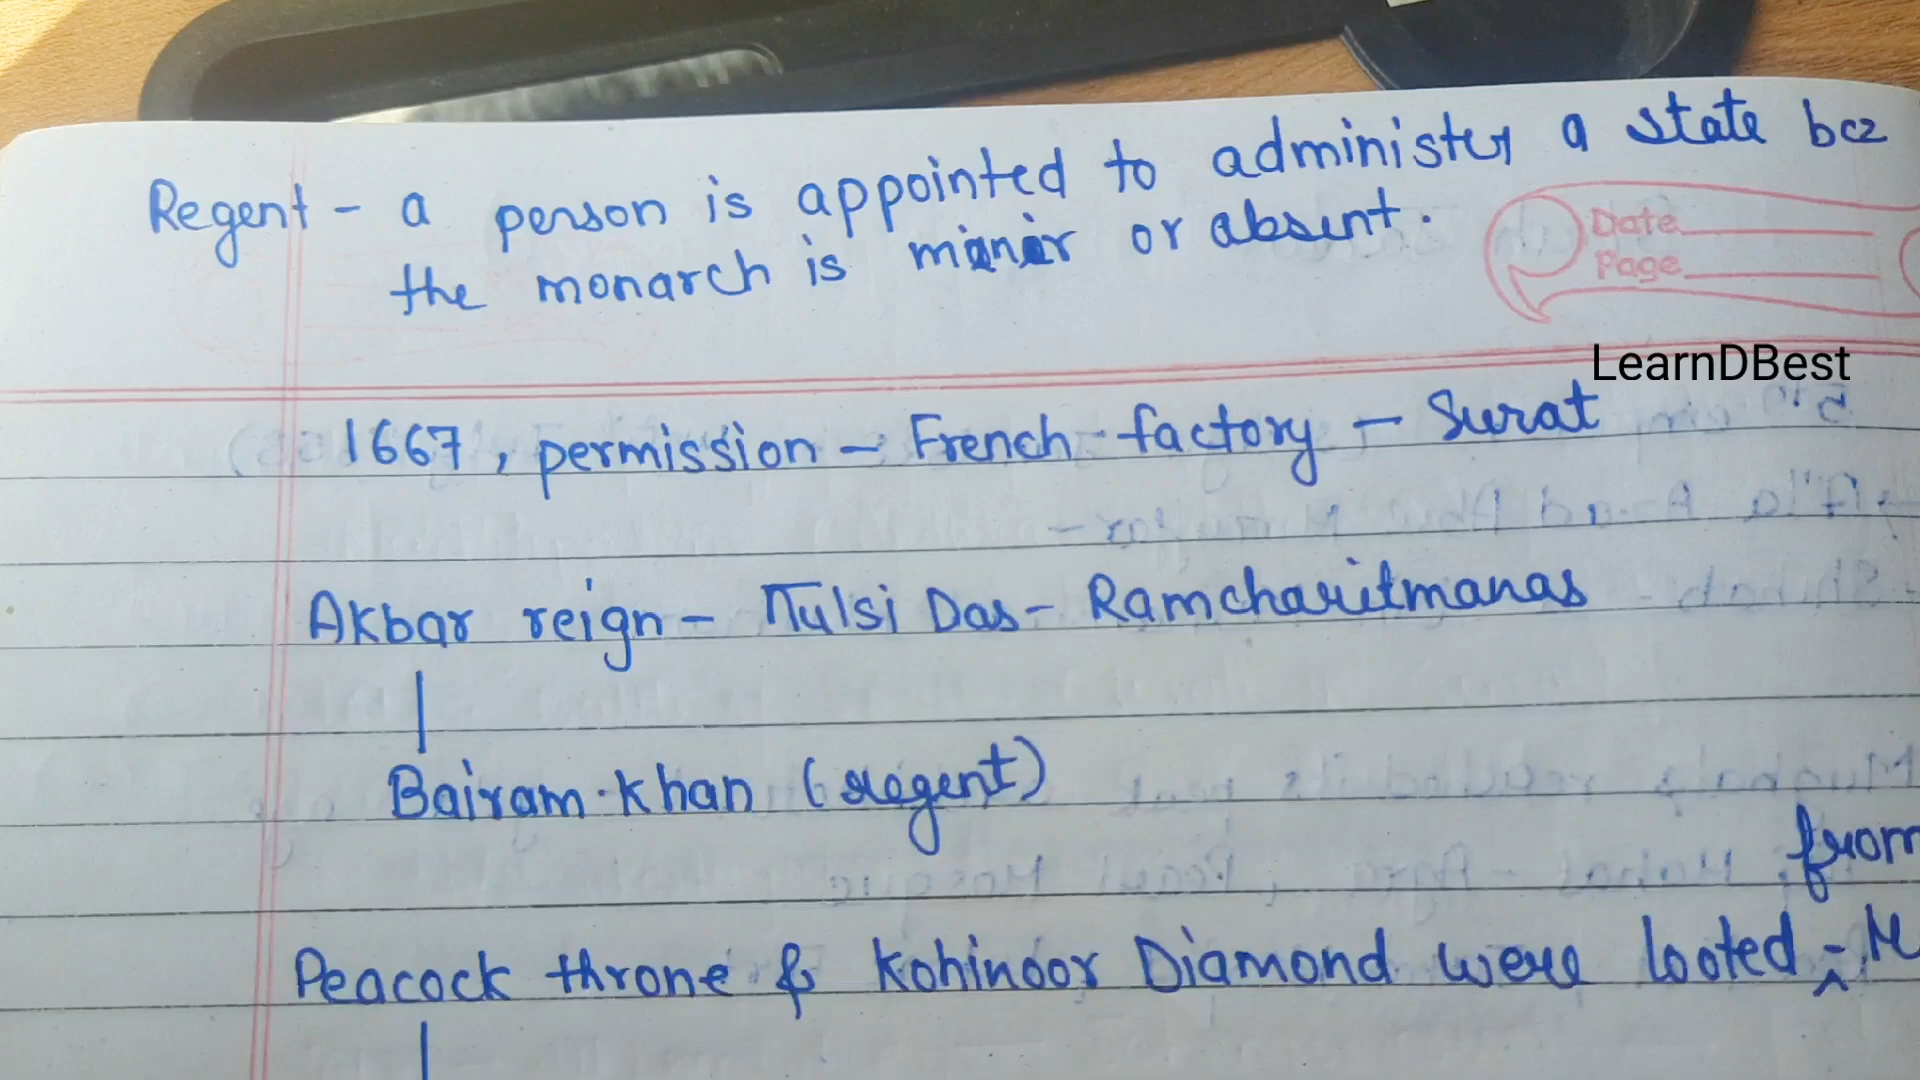 Regent - a person is appointed to administer a state bcz
the monarch is minor or absent.
Date
Page
LearnDBest
1667, permission - French factory - Surat
Akbar reign - Tulsi Das - Ramcharitmanas
Bairam Khan (regent)
from
Peacock throne & Kohinoor Diamond were looted - M